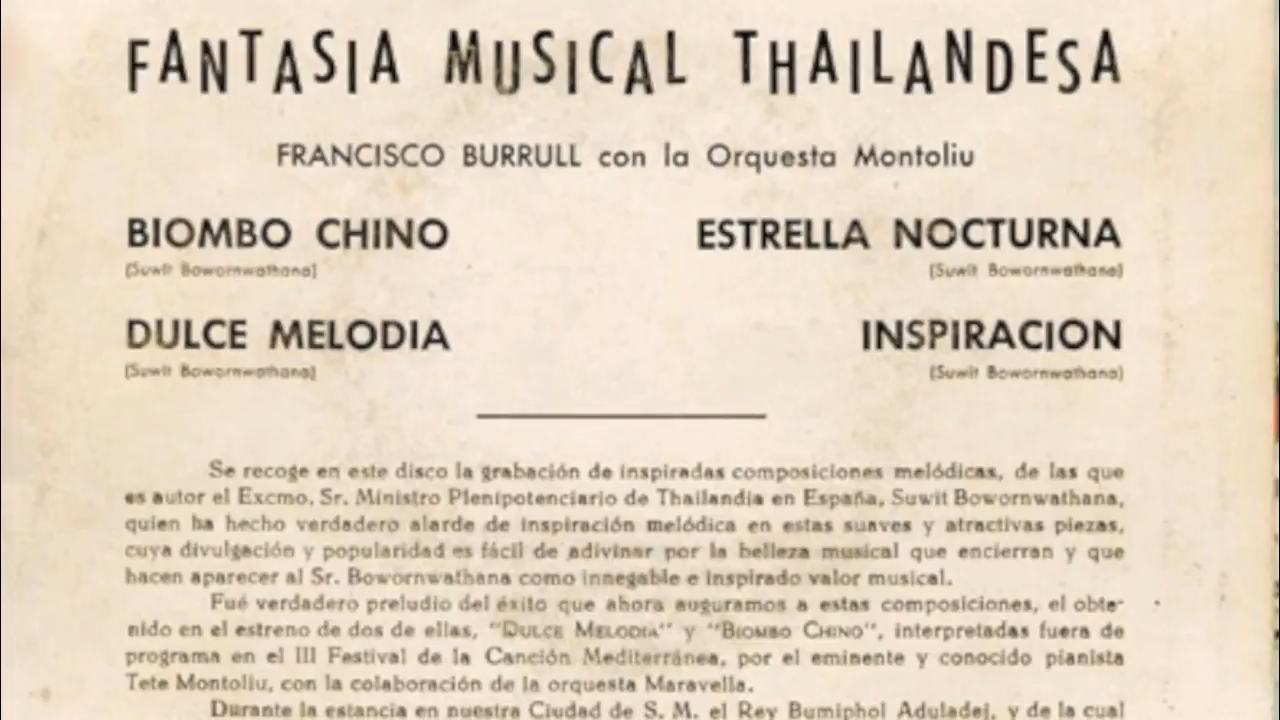 FANTASIA MUSICAL THAILANDESA
FRANCISCO BURRULL con la Orquesta Montoliu
BIOMBO CHINO
(Suwit Bowornwathana)
ESTRELLA NOCTURNA
(Suwit Bowornwathana)
DULCE MELODIA
(Suwit Bowornwathana)
INSPIRACION
(Suwit Bowornwathana)
Se recoge en este disco la grabación de inspiradas composiciones melódicas, de las que
es autor el Excmo. Sr. Ministro Plenipotenciario de Thailandia en España, Suwit Bowornwathana,
quien ha hecho verdadero alarde de inspiración melódica en estas suaves y atractivas piezas,
cuya divulgación y popularidad es fácil de adivinar por la belleza musical que encierran y que
hacen aparecer al Sr. Bowornwathana como innegable e inspirado valor musical.
Fué verdadero preludio del éxito que ahora auguramos a estas composiciones, el obte-
nido en el estreno de dos de ellas, "DULCE MELODIA" y "BIOMBO CHINO", interpretadas fuera de
programa en el III Festival de la Canción Mediterránea, por el eminente y conocido pianista
Tete Montoliu, con la colaboración de la orquesta Maravella.
Durante la estancia en nuestra Ciudad de S. M. el Rey Bumiphol Aduladej, y de la cual